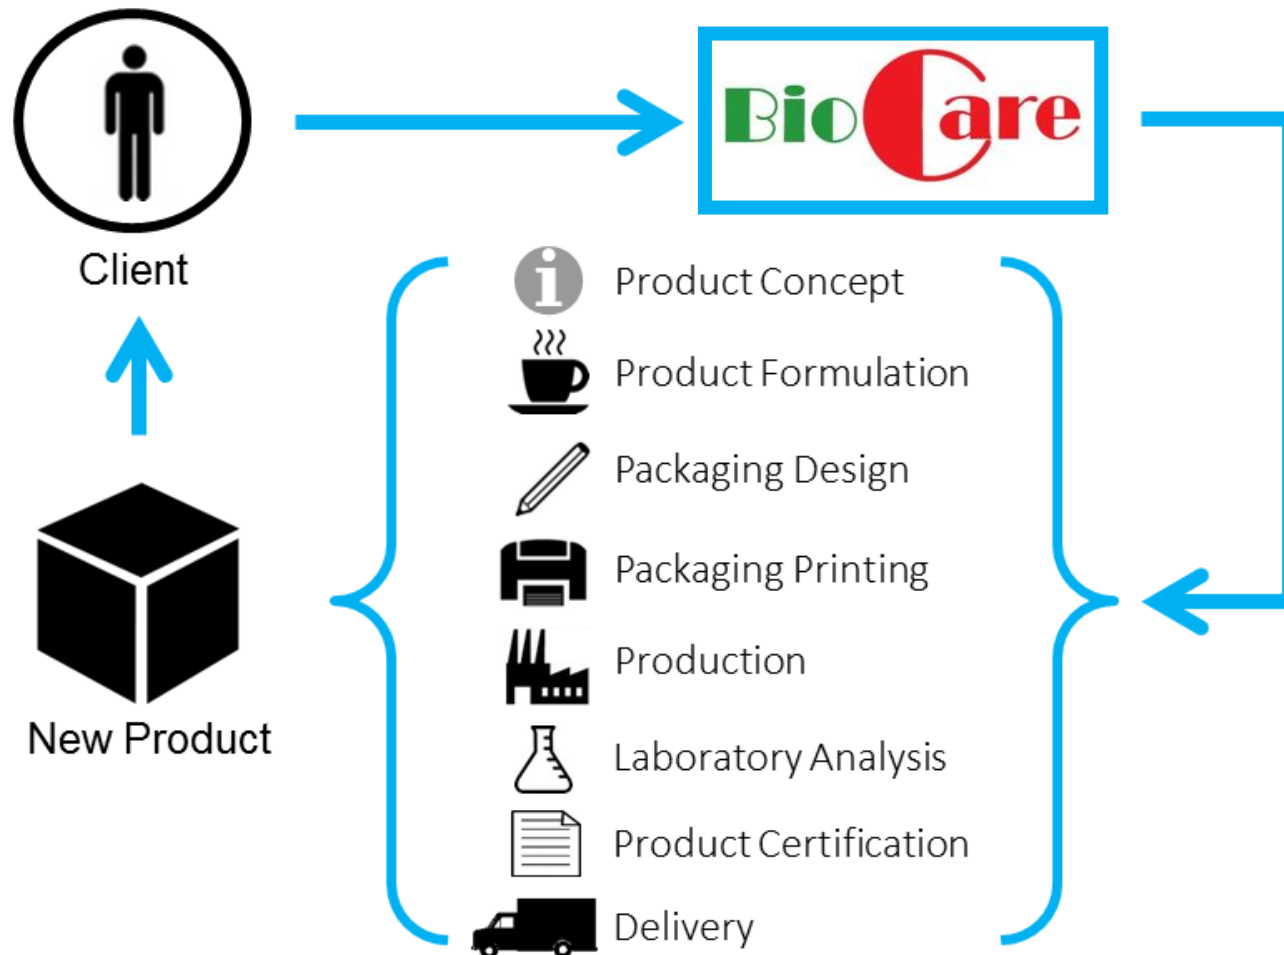 BioCare
Client
Product Concept
Product Formulation
Packaging Design
Packaging Printing
Production
New Product
Laboratory Analysis
Product Certification
Delivery